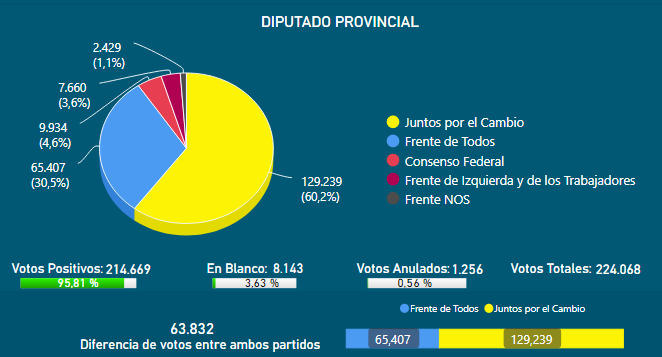 DIPUTADO PROVINCIAL
2.429
(1,1%)
7.660
(3,6%)
9.934
(4,6%)
65.407
(30,5%)
129.239
(60,2%)
Juntos por el Cambio
Frente de Todos
Consenso Federal
Frente de Izquierda y de los Trabajadores
Frente NOS
Votos Positivos: 214.669
95,81 %
En Blanco: 8.143
3,63 %
Votos Anulados: 1.256
0,56 %
Votos Totales: 224.068
Frente de Todos Juntos por el Cambio
63.832
Diferencia de votos entre ambos partidos
65,407 129,239